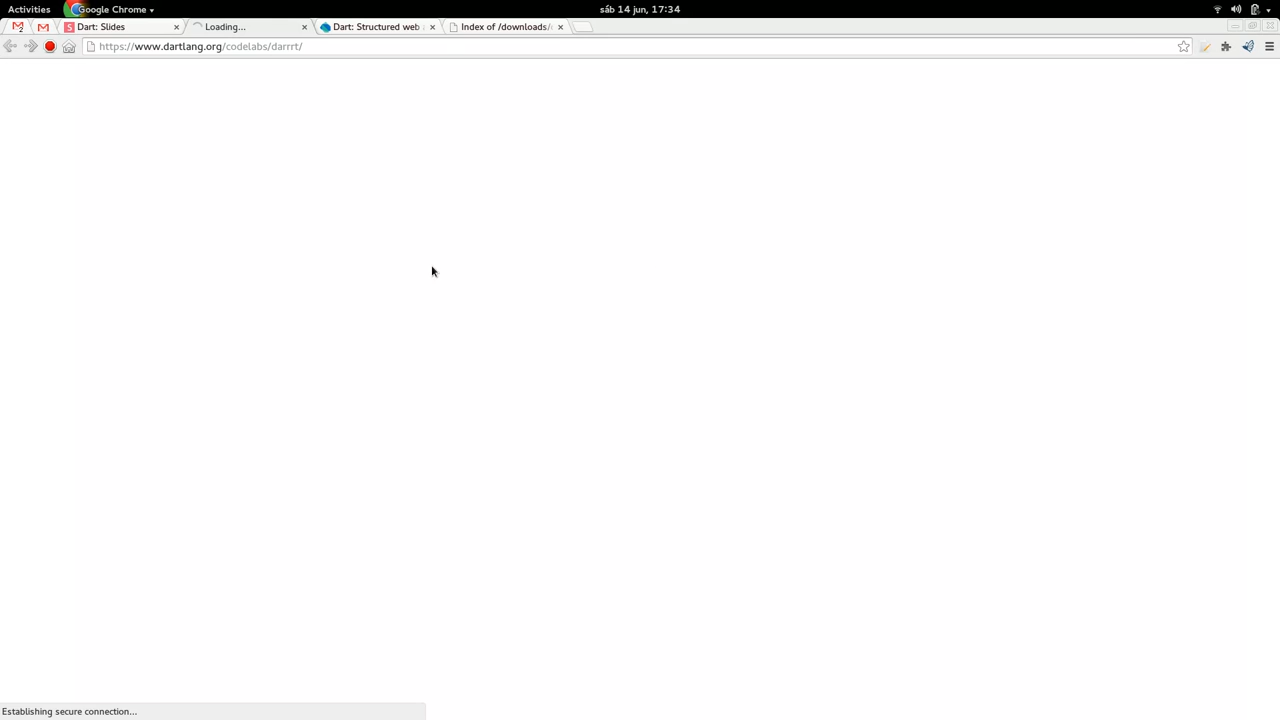 Activities Google Chrome sáb 14 jun, 17:34
Dart: Slides Loading... Dart: Structured web Index of /downloads/
https://www.dartlang.org/codelabs/darrrt/
Establishing secure connection...